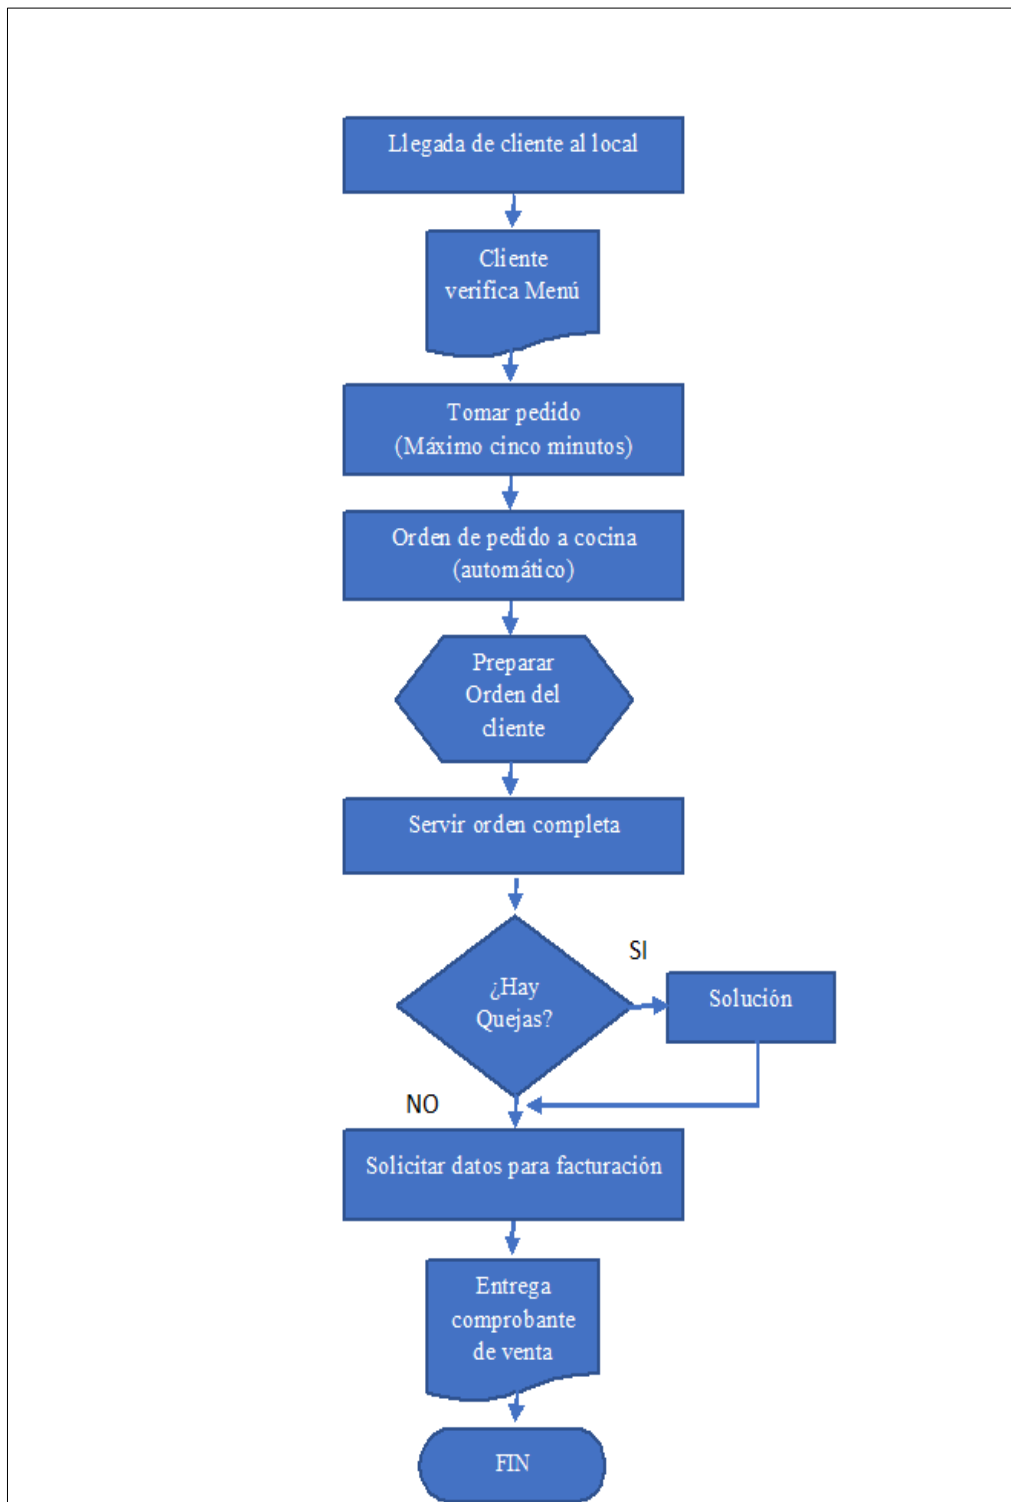 Llegada de cliente al local
Cliente
verifica Menú
Tomar pedido
(Máximo cinco minutos)
Orden de pedido a cocina
(automático)
Preparar
Orden del
cliente
Servir orden completa
¿Hay
Quejas?
SI
Solución
NO
Solicitar datos para facturación
Entrega
comprobante
de venta
FIN